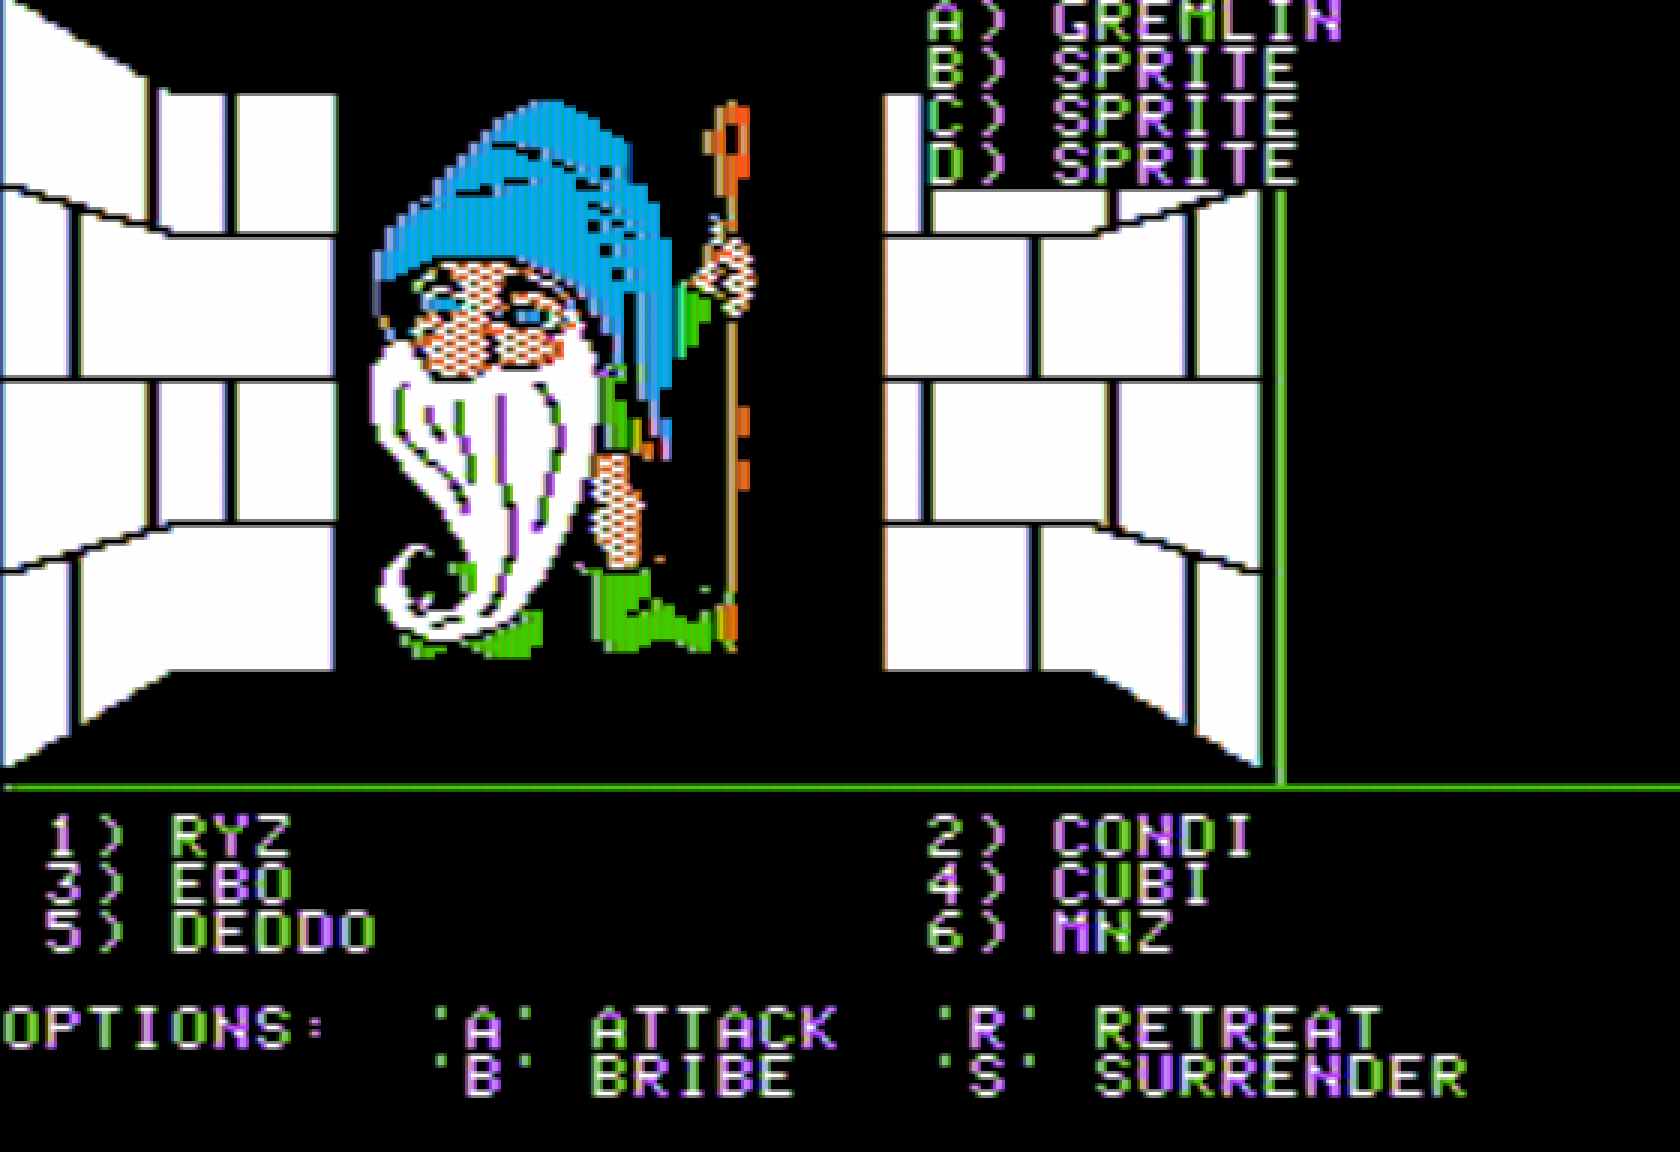 A) GREMLIN
B) SPRITE
C) SPRITE
D) SPRITE
1) RYZ 2) CONDI
3) EBO 4) CUBI
5) DEDDO 6) MNZ
OPTIONS: 'A' ATTACK 'R' RETREAT
'B' BRIBE 'S' SURRENDER